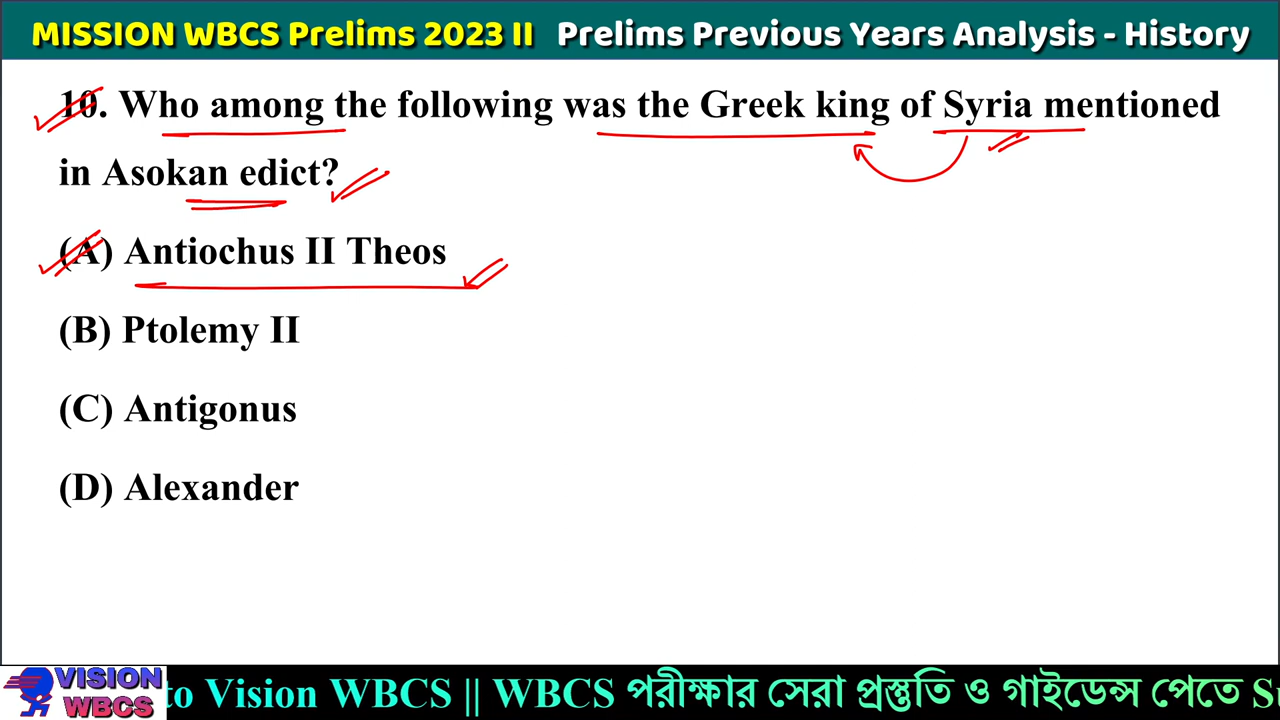 MISSION WBCS Prelims 2023 II Prelims Previous Years Analysis - History
10. Who among the following was the Greek king of Syria mentioned
in Asokan edict?
(A) Antiochus II Theos
(B) Ptolemy II
(C) Antigonus
(D) Alexander
VISION
WBCS
to Vision WBCS || WBCS পরীক্ষার সেরা প্রস্তুতি ও গাইডেন্স পেতে